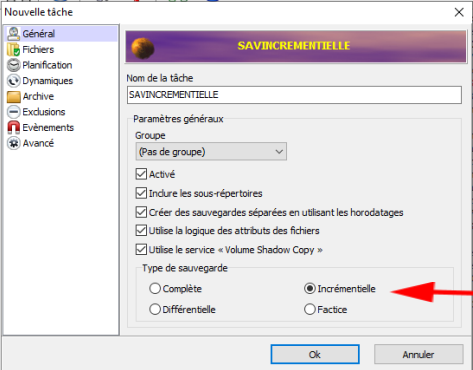 Nouvelle tâche
Général
Fichiers
Planification
Dynamiques
Archive
Exclusions
Evènements
Avancé
SAVINCREMENTIELLE
Nom de la tâche
SAVINCREMENTIELLE
Paramètres généraux
Groupe
(Pas de groupe)
Activé
Inclure les sous-répertoires
Créer des sauvegardes séparées en utilisant les horodatages
Utilise la logique des attributs des fichiers
Utilise le service « Volume Shadow Copy »
Type de sauvegarde
Complète
Incrémentielle
Différentielle
Factice
Ok
Annuler